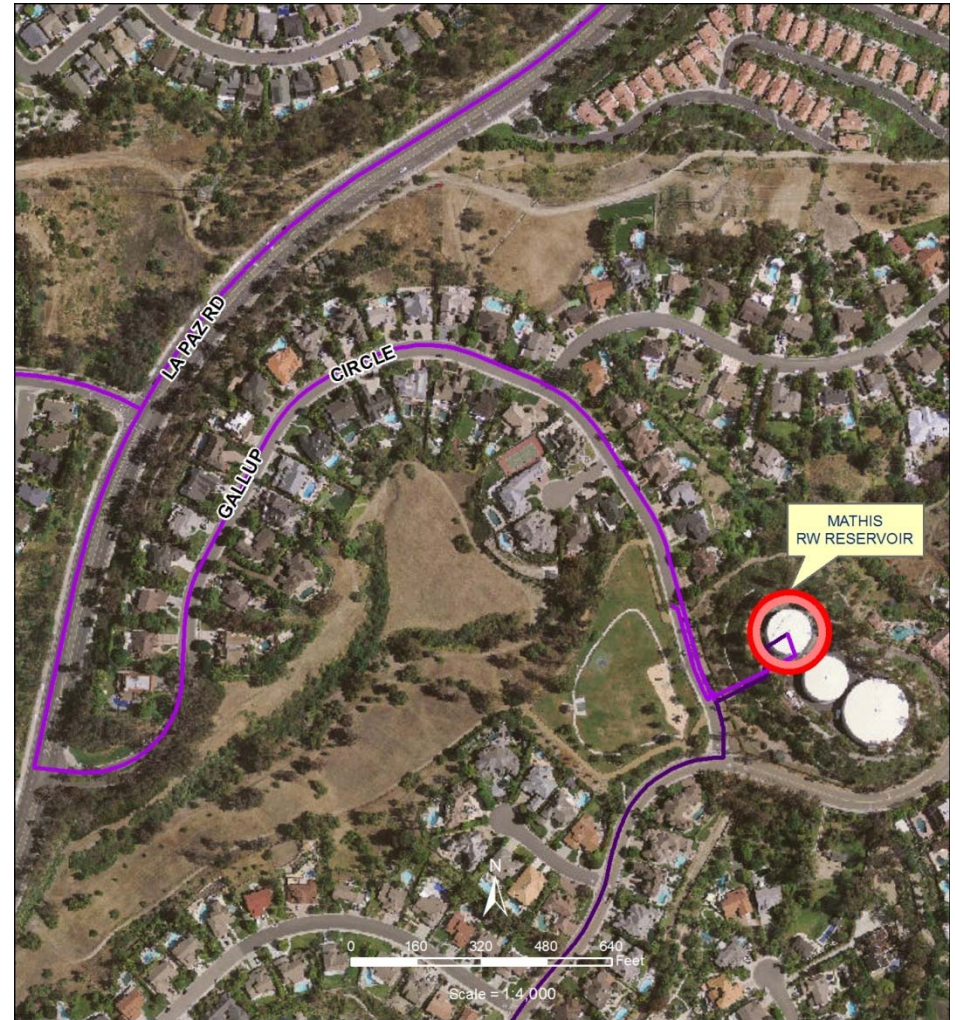 LA PAZ RD
CIRCLE
GALLUP
MATHIS
RW RESERVOIR
N
0 160 320 480 640
Feet
Scale = 1:4,000